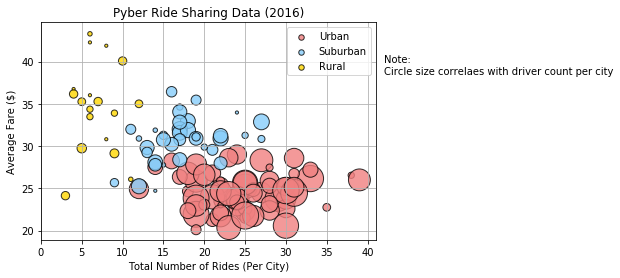 Pyber Ride Sharing Data (2016)
Urban
Suburban
Rural
Note:
Circle size correlaes with driver count per city
Average Fare ($)
40
35
30
25
20
0
5
10
15
20
25
30
35
40
Total Number of Rides (Per City)